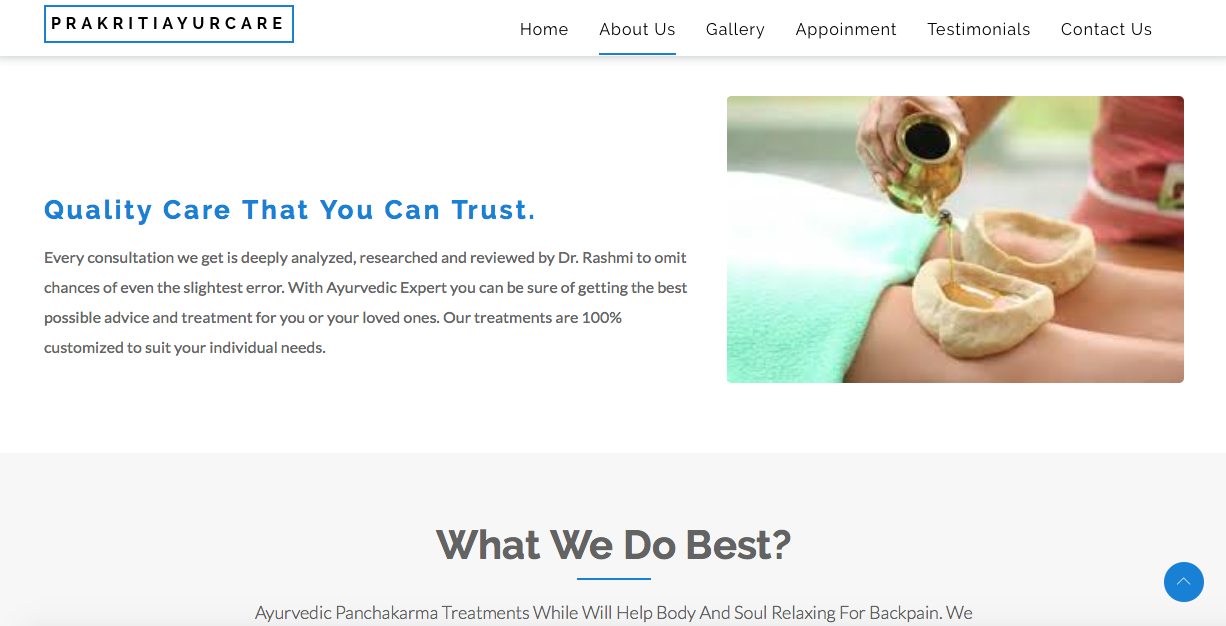 PRAKRITIAYURCARE
Home About Us Gallery Appoinment Testimonials Contact Us
Quality Care That You Can Trust.
Every consultation we get is deeply analyzed, researched and reviewed by Dr. Rashmi to omit
chances of even the slightest error. With Ayurvedic Expert you can be sure of getting the best
possible advice and treatment for you or your loved ones. Our treatments are 100%
customized to suit your individual needs.
What We Do Best?
Ayurvedic Panchakarma Treatments While Will Help Body And Soul Relaxing For Backpain. We